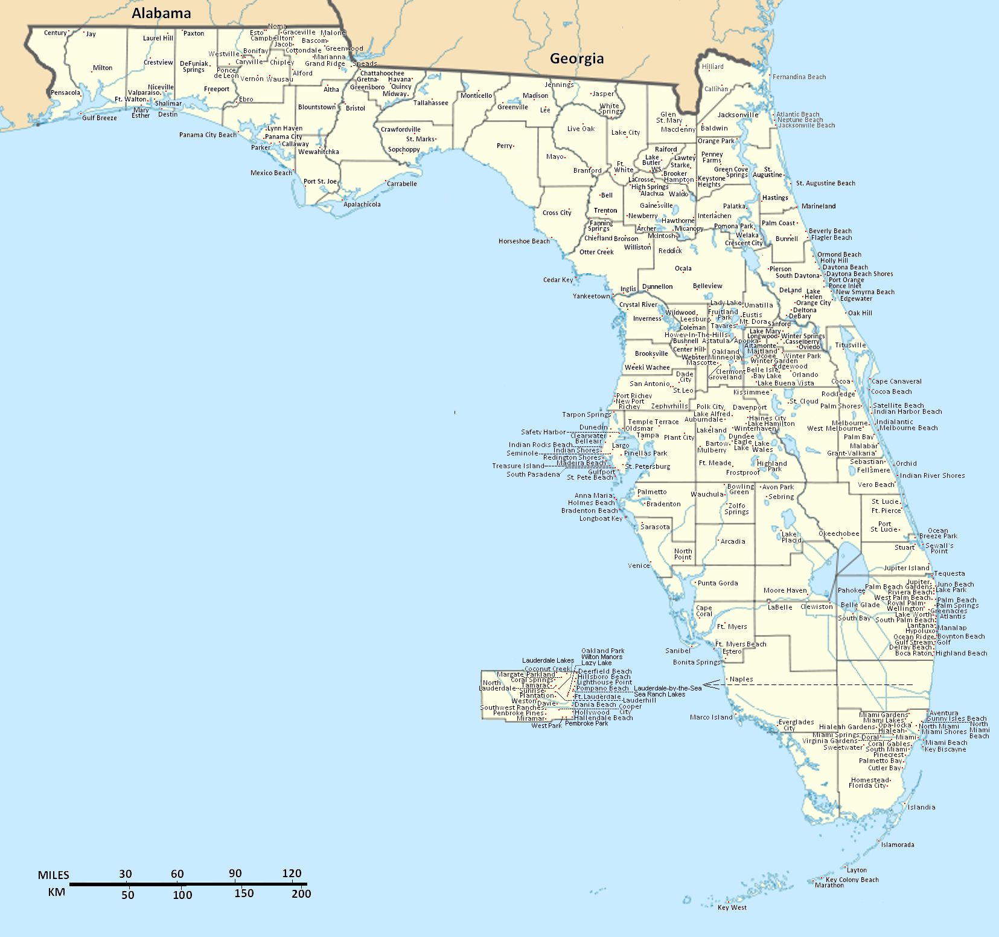 Alabama
Georgia
Century
Jay
Laurel Hill
Paxton
Noma
Esto
Graceville
Malone
Campbellton
Bascom
Jacob
Greenwood
Westville
Bonifay
Cottondale
Marianna
Crestview
DeFuniak
Springs
Caryville
Chipley
Grand Ridge
Sneads
Milton
Ponce
de Leon
Vernon
Wausau
Alford
Chattahoochee
Gretna
Havana
Greensboro
Quincy
Midway
Pensacola
Niceville
Valparaiso
Ft. Walton
Shalimar
Mary
Esther
Destin
Gulf Breeze
Freeport
Ebro
Altha
Blountstown
Bristol
Tallahassee
Monticello
Madison
Greenville
Lee
Jennings
Jasper
White
Springs
Hilliard
Callihan
Fernandina Beach
Panama City Beach
Lynn Haven
Panama City
Callaway
Parker
Wewahitchka
Crawfordville
St. Marks
Sopchoppy
Perry
Live Oak
Lake City
Glen
St. Mary
Macclenny
Jacksonville
Baldwin
Atlantic Beach
Neptune Beach
Jacksonville Beach
Orange Park
Mexico Beach
Port St. Joe
Carrabelle
Apalachicola
Mayo
Branford
Ft.
White
Raiford
Lake
Butler
Lawtey
Starke
WS.
Brooker
Hampton
Penney
Farms
Green Cove
Springs
Keystone
Heights
St.
Augustine
St. Augustine Beach
LaCrosse
High Springs
Alachua
Waldo
Bell
Gainesville
Hastings
Palatka
Marineland
Cross City
Trenton
Newberry
Hawthorne
Interlachen
Fanning
Springs
Archer
Micanopy
Pomona Park
Palm Coast
Beverly Beach
Flagler Beach
Horseshoe Beach
Chiefland
Bronson
McIntosh
Welaka
Crescent City
Bunnell
Otter Creek
Williston
Reddick
Ormond Beach
Holly Hill
Daytona Beach
Daytona Beach Shores
Port Orange
Ponce Inlet
New Smyrna Beach
Edgewater
Oak Hill
Ocala
Pierson
South Daytona
Cedar Key
Yankeetown
Inglis
Dunnellon
Belleview
DeLand
Lake
Helen
Orange City
Deltona
DeBary
Crystal River
Inverness
Wildwood
Lady Lake
Fruitland
Park
Umatilla
Leesburg
Eustis
Mt. Dora
Coleman
Tavares
Sanford
Howey-In-The-Hills
Lake Mary
Longwood
Winter Springs
Bushnell
Astatula
Apopka
Casselberry
Altamonte
Oviedo
Titusville
Brooksville
Center Hill
Oakland
Maitland
Webster
Minneola
Ocoee
Winter Park
Mascotte
Winter Garden
Edgewood
Weeki Wachee
Clermont
Groveland
Belle Isle
Bay Lake
Orlando
Lake Buena Vista
Dade
City
San Antonio
St.Leo
Kissimmee
Cocoa
Cape Canaveral
Rockledge
Cocoa Beach
Port Richey
New Port
Richey
Zephyrhills
Polk City
Davenport
St. Cloud
Palm Shores
Satellite Beach
Indian Harbor Beach
Tarpon Springs
Lake Alfred
Auburndale
Haines City
Lake Hamilton
Melbourne
Indialantic
West Melbourne
Melbourne Beach
Dunedin
Temple Terrace
Oldsmar
Safety Harbor
Clearwater
Tampa
Plant City
Lakeland
Winterhaven
Dundee
Palm Bay
Belleair
Indian Rocks Beach
Largo
Bartow
Eagle
Lake
Lake
Wales
Malabar
Indian Shores
Seminole
Mulberry
Grant-Valkaria
Redington Shores
Pinellas Park
Madeira Beach
Treasure Island
St. Petersburg
Ft. Meade
Highland
Park
Sebastian
Orchid
Fellsmere
South Pasadena
Gulfport
St. Pete Beach
Frostproof
Indian River Shores
Vero Beach
Anna Maria
Holmes Beach
Palmetto
Bradenton
Wauchula
Bowling
Green
Avon Park
Sebring
Zolfo
Springs
Bradenton Beach
Longboat Key
Sarasota
St. Lucie
Ft. Pierce
Port
St. Lucie
Arcadia
Lake
Placid
Okeechobee
Ocean
Breeze Park
Stuart
Sewall's
Point
North
Point
Venice
Jupiter Island
Tequesta
Punta Gorda
Moore Haven
Pahokee
Jupiter
Juno Beach
Palm Beach Gardens
Lake Park
Riviera Beach
West Palm Beach
Palm Beach
Royal Palm
Palm Springs
Wellington
Greenacres
Lake Worth
Atlantis
South Palm Beach
Lantana
Hypoluxo
Manalap
Ocean Ridge
Boynton Beach
Gulf Stream
Golf
Delray Beach
Boca Raton
Highland Beach
LaBelle
Clewiston
Belle Glade
South Bay
Cape
Coral
Ft. Myers
Sanibel
Ft. Myers Beach
Estero
Bonita Springs
Naples
Marco Island
Everglades
City
Oakland Park
Wilton Manors
Lazy Lake
Lauderdale Lakes
Coconut Creek
Deerfield Beach
Margate
Parkland
Hillsboro Beach
Coral Springs
Lighthouse Point
North
Lauderdale
Tamarac
Pompano Beach
Lauderdale-by-the-Sea
Sea Ranch Lakes
Sunrise
Plantation
Ft. Lauderdale
Weston
Davie
Lauderhill
Dania Beach
Cooper
City
Southwest Ranches
Penbroke Pines
Hollywood
Miramar
Hallendale Beach
West Park
Pembroke Park
Miami Gardens
Aventura
Miami Lakes
Sunny Isles Beach
Hialeah Gardens
Opa-locka
North Miami
North
Miami
Beach
Hialeah
Miami Shores
Miami Springs
Doral
Miami
Virginia Gardens
Miami Beach
Sweetwater
Coral Gables
Key Biscayne
South Miami
Pinecrest
Palmetto Bay
Cutler Bay
Homestead
Florida City
Islandia
Islamorada
Layton
Key Colony Beach
Marathon
Key West
MILES 30 60 90 120
KM 50 100 150 200